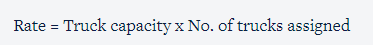 Rate = Truck capacity x No. of trucks assigned